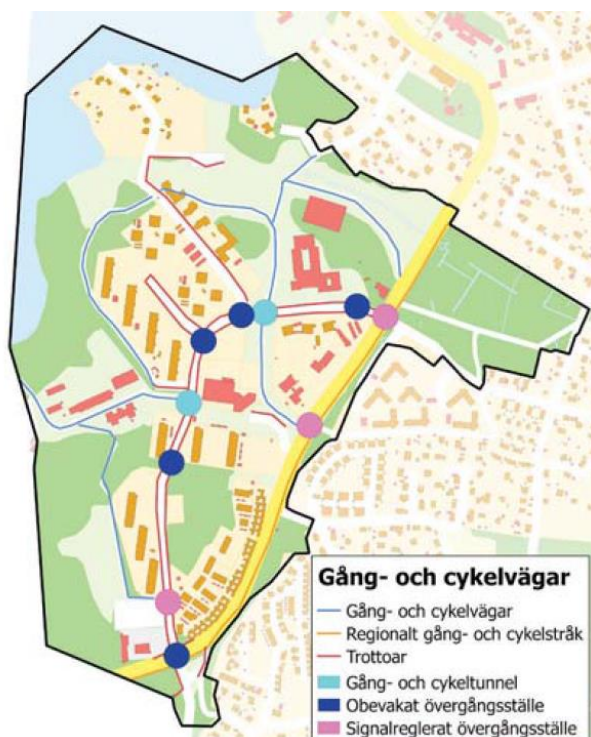 Gång- och cykelvägar
Gång- och cykelvägar
Regionalt gång- och cykelstråk
Trottoar
Gång- och cykeltunnel
Obevakat övergångsställe
Signalreglerat övergångsställe